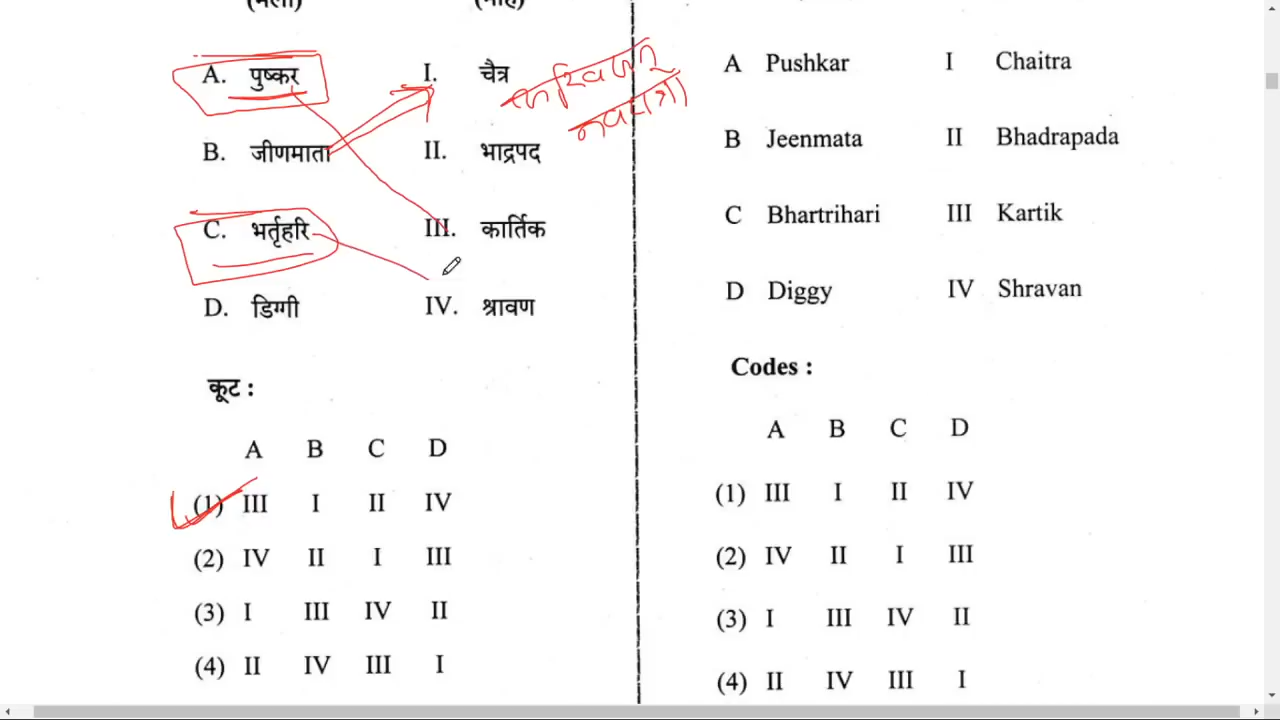 (मेला) (माह)
A. पुष्कर I. चैत्र
B. जीणमाता II. भाद्रपद
C. भर्तृहरि III. कार्तिक
D. डिग्गी IV. श्रावण
कूट :
A B C D
(1) III I II IV
(2) IV II I III
(3) I III IV II
(4) II IV III I
A Pushkar I Chaitra
B Jeenmata II Bhadrapada
C Bhartrihari III Kartik
D Diggy IV Shravan
Codes :
A B C D
(1) III I II IV
(2) IV II I III
(3) I III IV II
(4) II IV III I